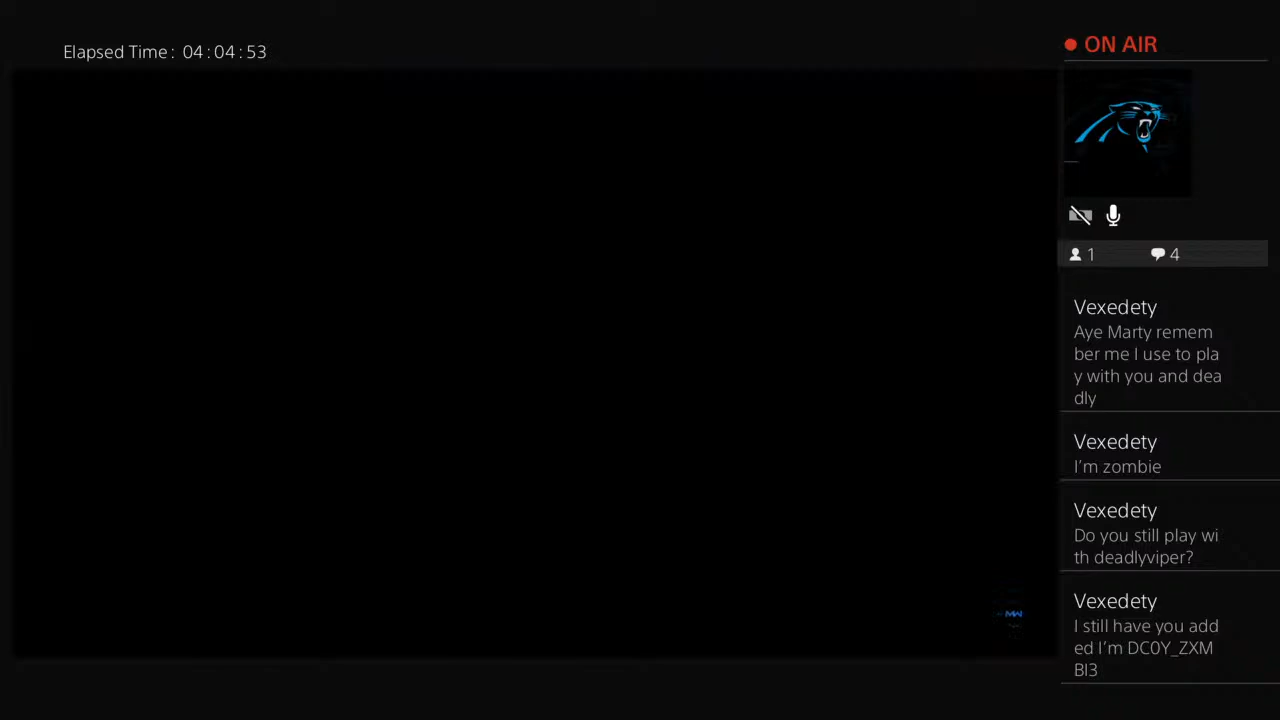 Elapsed Time: 04:04:53
ON AIR
1
4
Vexedety
Aye Marty remem
ber me I use to pla
y with you and dea
dly
Vexedety
I'm zombie
Vexedety
Do you still play wi
th deadlyviper?
Vexedety
I still have you add
ed I'm DC0Y_ZXM
BI3
MW